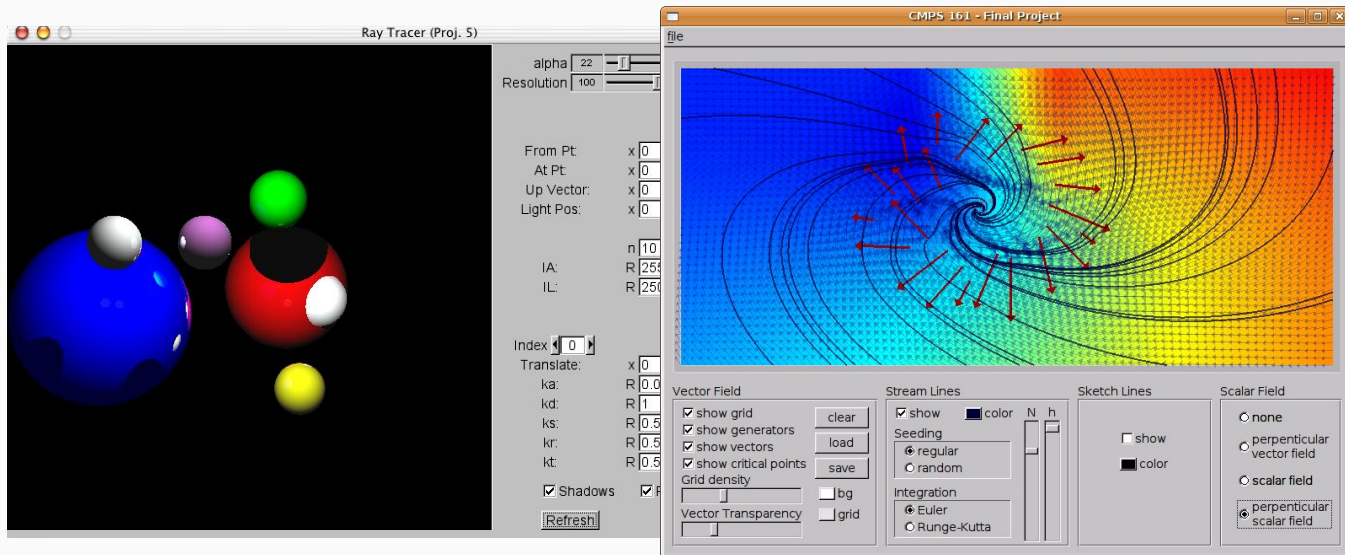 Ray Tracer (Proj. 5)
alpha 22
Resolution 100
From Pt: x 0
At Pt: x 0
Up Vector: x 0
Light Pos: x 0
n 10
IA: R 255
IL: R 250
Index 0
Translate: x 0
ka: R 0.0
kd: R 1
ks: R 0.5
kr: R 0.5
kt: R 0.5
Shadows
Refresh
CMPS 161 - Final Project
file
Vector Field
show grid
show generators
show vectors
show critical points
Grid density
Vector Transparency
clear
load
save
bg
grid
Stream Lines
show color N h
Seeding
regular
random
Integration
Euler
Runge-Kutta
Sketch Lines
show
color
Scalar Field
none
perpenticular
vector field
scalar field
perpenticular
scalar field